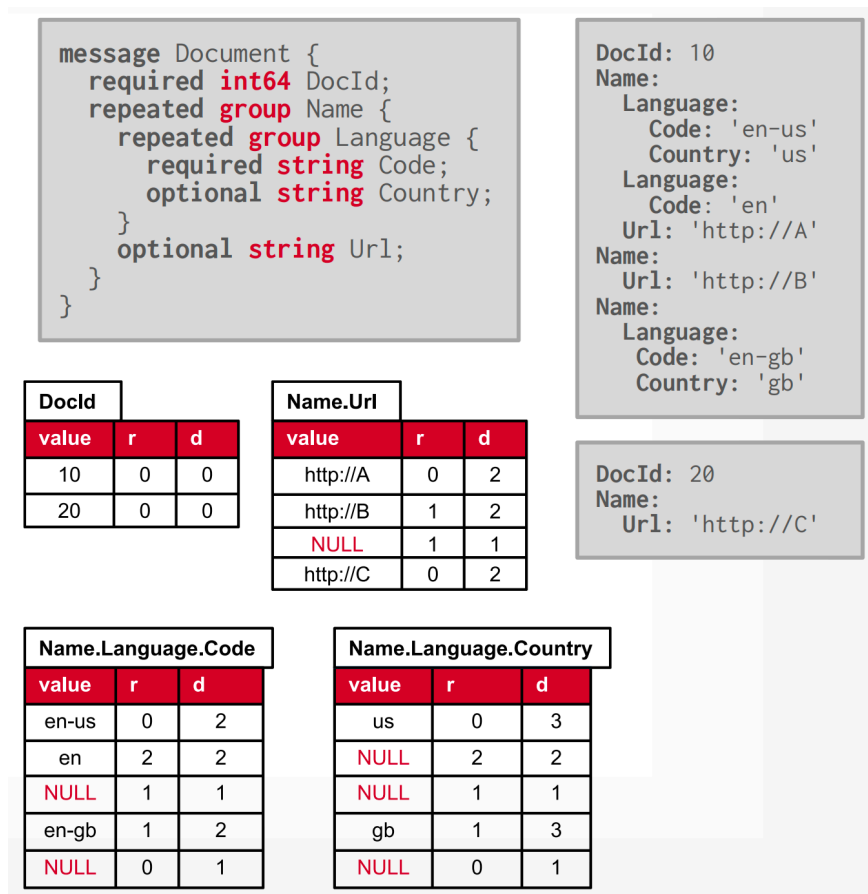 message Document {
required int64 DocId;
repeated group Name {
repeated group Language {
required string Code;
optional string Country;
}
optional string Url;
}
}
DocId: 10
Name:
Language:
Code: 'en-us'
Country: 'us'
Language:
Code: 'en'
Url: 'http://A'
Name:
Url: 'http://B'
Name:
Language:
Code: 'en-gb'
Country: 'gb'
DocId: 20
Name:
Url: 'http://C'
DocId
value r d
10 0 0
20 0 0
Name.Url
value r d
http://A 0 2
http://B 1 2
NULL 1 1
http://C 0 2
Name.Language.Code
value r d
en-us 0 2
en 2 2
NULL 1 1
en-gb 1 2
NULL 0 1
Name.Language.Country
value r d
us 0 3
NULL 2 2
NULL 1 1
gb 1 3
NULL 0 1